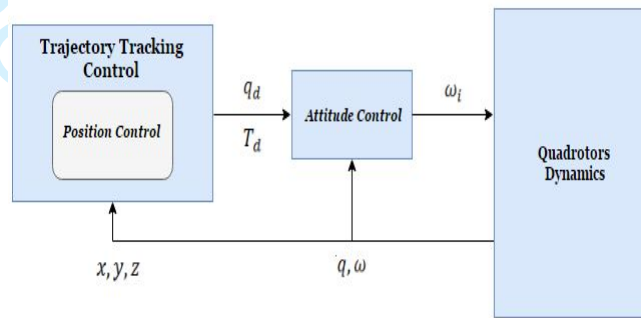 Trajectory Tracking
Control
Position Control
q_d
T_d
Attitude Control
ω_i
Quadrotors
Dynamics
x, y, z
q, ω